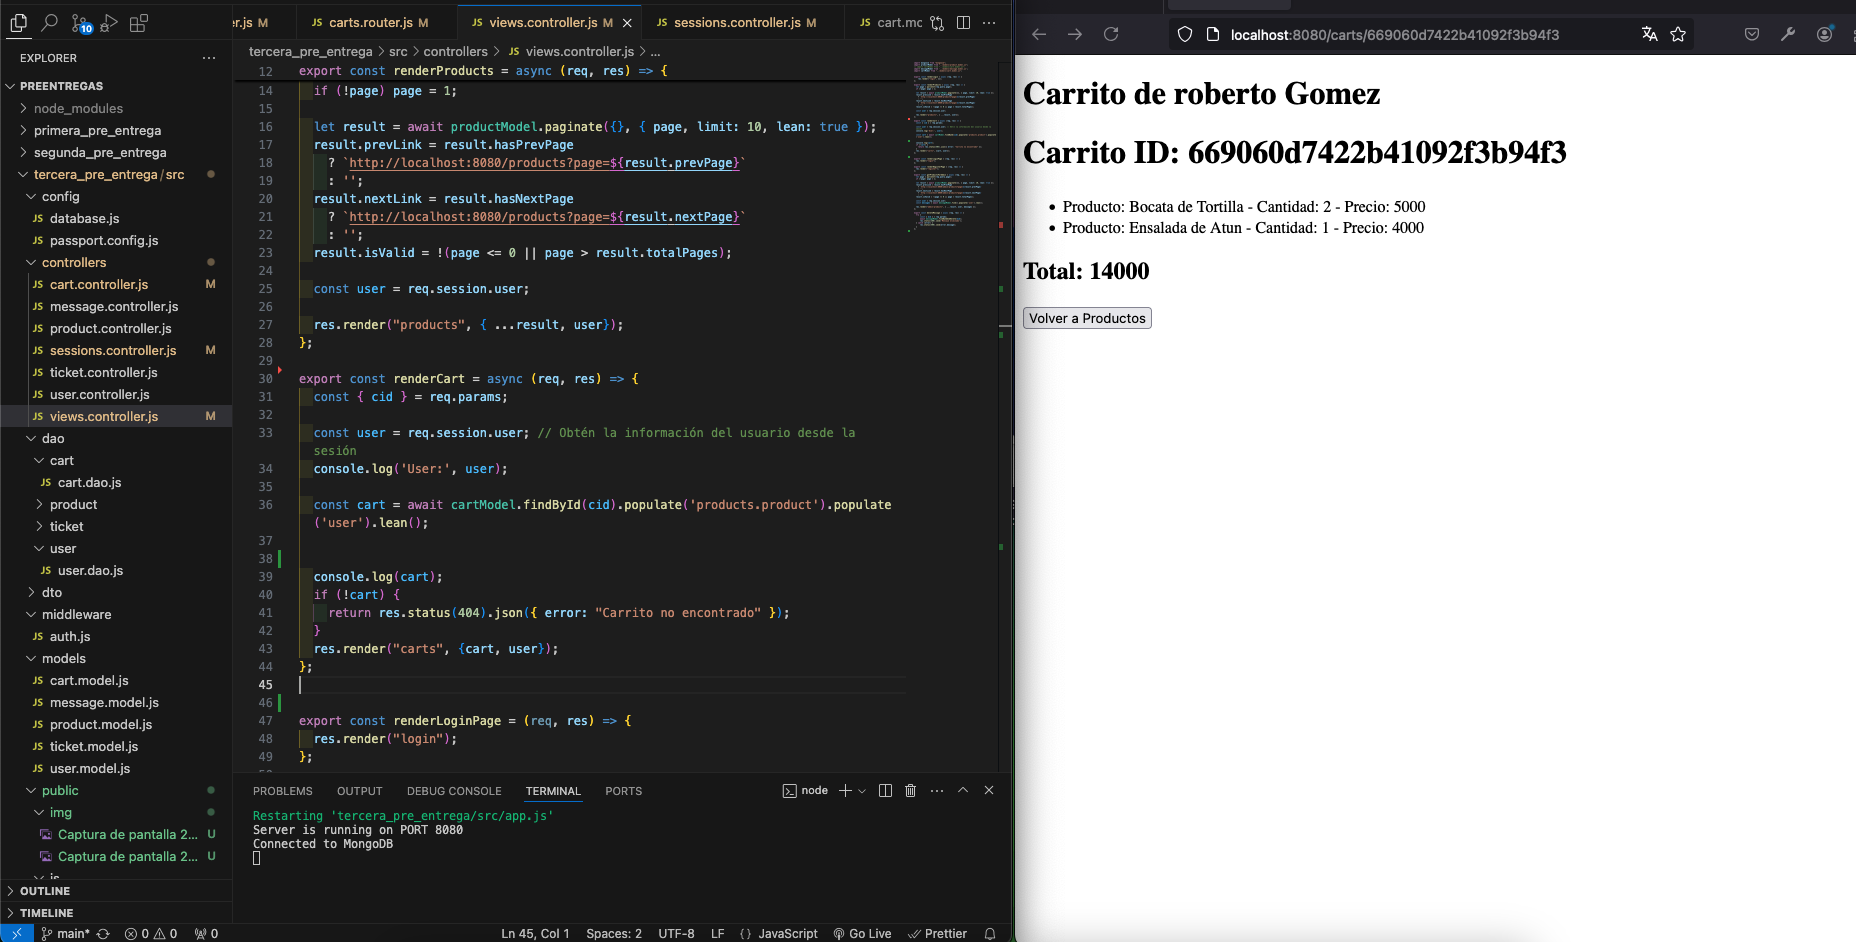 er.js M
JS carts.router.js M
JS views.controller.js M
JS sessions.controller.js M
JS cart.mc
10
EXPLORER
PREENTREGAS
node_modules
primera_pre_entrega
segunda_pre_entrega
tercera_pre_entrega/src
config
JS database.js
JS passport.config.js
controllers
JS cart.controller.js M
JS message.controller.js
JS product.controller.js
JS sessions.controller.js M
JS ticket.controller.js
JS user.controller.js
JS views.controller.js M
dao
cart
JS cart.dao.js
product
ticket
user
JS user.dao.js
dto
middleware
JS auth.js
models
JS cart.model.js
JS message.model.js
JS product.model.js
JS ticket.model.js
JS user.model.js
public
img
Captura de pantalla 2... U
Captura de pantalla 2... U
js
OUTLINE
TIMELINE
tercera_pre_entrega > src > controllers > JS views.controller.js > ...
12 export const renderProducts = async (req, res) => {
14 if (!page) page = 1;
15
16 let result = await productModel.paginate({}, { page, limit: 10, lean: true });
17 result.prevLink = result.hasPrevPage
18 ? `http://localhost:8080/products?page=${result.prevPage}`
19 : '';
20 result.nextLink = result.hasNextPage
21 ? `http://localhost:8080/products?page=${result.nextPage}`
22 : '';
23 result.isValid = !(page <= 0 || page > result.totalPages);
24
25 const user = req.session.user;
26
27 res.render("products", { ...result, user});
28 };
29
30 export const renderCart = async (req, res) => {
31 const { cid } = req.params;
32
33 const user = req.session.user; // Obtén la información del usuario desde la
sesión
34 console.log('User:', user);
35
36 const cart = await cartModel.findById(cid).populate('products.product').populate
('user').lean();
37
38
39 console.log(cart);
40 if (!cart) {
41 return res.status(404).json({ error: "Carrito no encontrado" });
42 }
43 res.render("carts", {cart, user});
44 };
45
46
47 export const renderLoginPage = (req, res) => {
48 res.render("login");
49 };
PROBLEMS OUTPUT DEBUG CONSOLE TERMINAL PORTS
node
Restarting 'tercera_pre_entrega/src/app.js'
Server is running on PORT 8080
Connected to MongoDB
main* 0 0 0
Ln 45, Col 1 Spaces: 2 UTF-8 LF {} JavaScript Go Live Prettier
localhost:8080/carts/669060d7422b41092f3b94f3
Carrito de roberto Gomez
Carrito ID: 669060d7422b41092f3b94f3
• Producto: Bocata de Tortilla - Cantidad: 2 - Precio: 5000
• Producto: Ensalada de Atun - Cantidad: 1 - Precio: 4000
Total: 14000
Volver a Productos